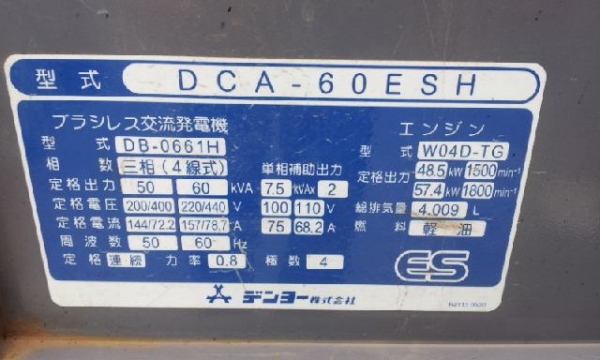 型式 DCA-60ESH
ブラシレス交流発電機
型式 DB-0661H
相数 三相(4線式) 単相補助出力
定格出力 50 60 kVA 7.5 kVA× 2
定格電圧 200/400 220/440 V 100 110 V
定格電流 144/72.2 157/78.7 A 75 68.2 A
周波数 50 60 Hz
定格 連続 力率 0.8 極数 4
エンジン
型式 W04D-TG
定格出力 48.5 kW 1500 min⁻¹
57.4 kW 1800 min⁻¹
総排気量 4.009 L
燃料 軽油
ES
デンヨー株式会社